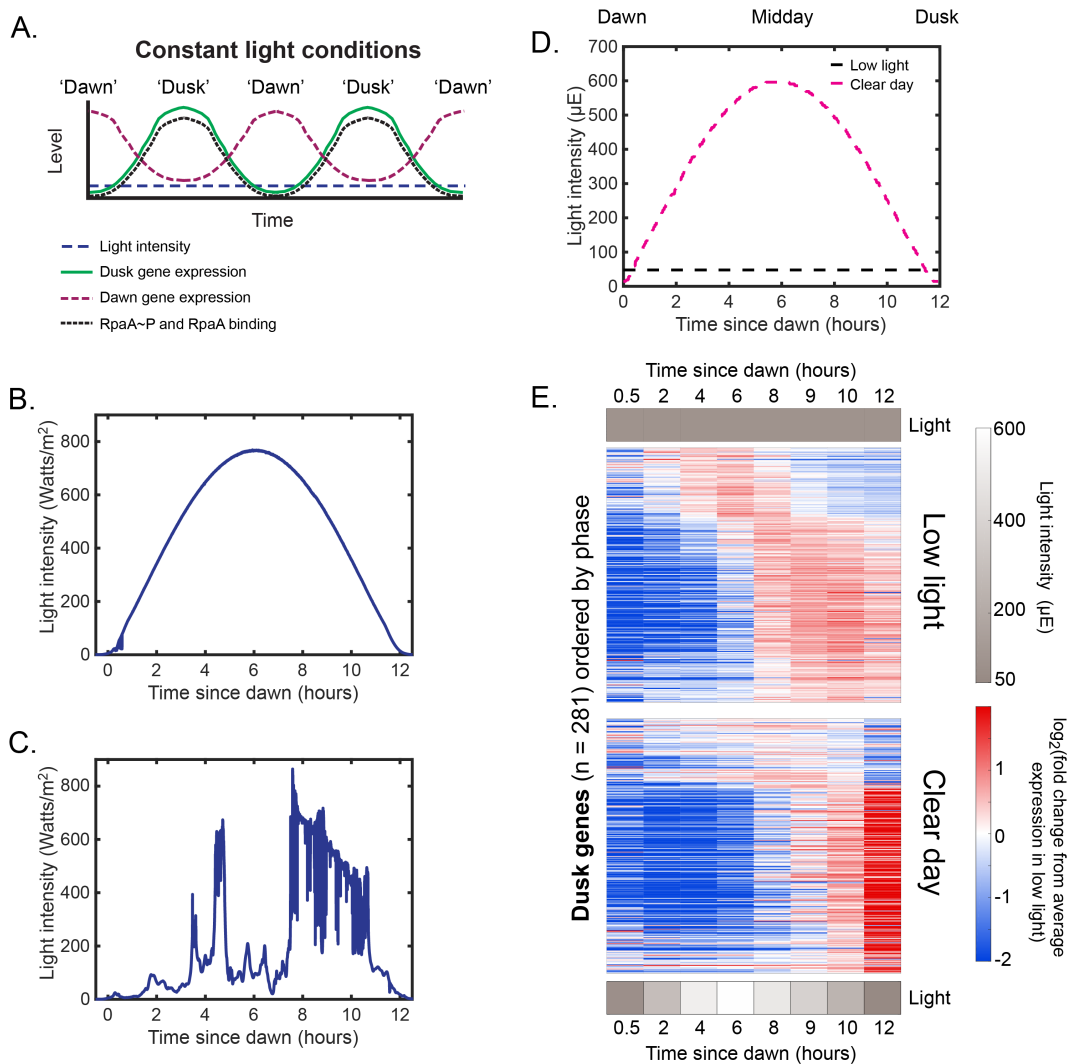 A.
Constant light conditions
‘Dawn’ ‘Dusk’ ‘Dawn’ ‘Dusk’ ‘Dawn’
Level
Time
Light intensity
Dusk gene expression
Dawn gene expression
RpaA~P and RpaA binding
B.
Light intensity (Watts/m²)
800
600
400
200
0
0 2 4 6 8 10 12
Time since dawn (hours)
C.
Light intensity (Watts/m²)
800
600
400
200
0
0 2 4 6 8 10 12
Time since dawn (hours)
Dawn Midday Dusk
D.
Light intensity (µE)
700
600
500
400
300
200
100
0
Low light
Clear day
0 2 4 6 8 10 12
Time since dawn (hours)
E.
Time since dawn (hours)
0.5 2 4 6 8 9 10 12
Light
Dusk genes (n = 281) ordered by phase
Low light
Clear day
Light
0.5 2 4 6 8 9 10 12
Time since dawn (hours)
600
400
200
50
Light intensity (µE)
1
0
-1
-2
log₂(fold change from average
expression in low light)